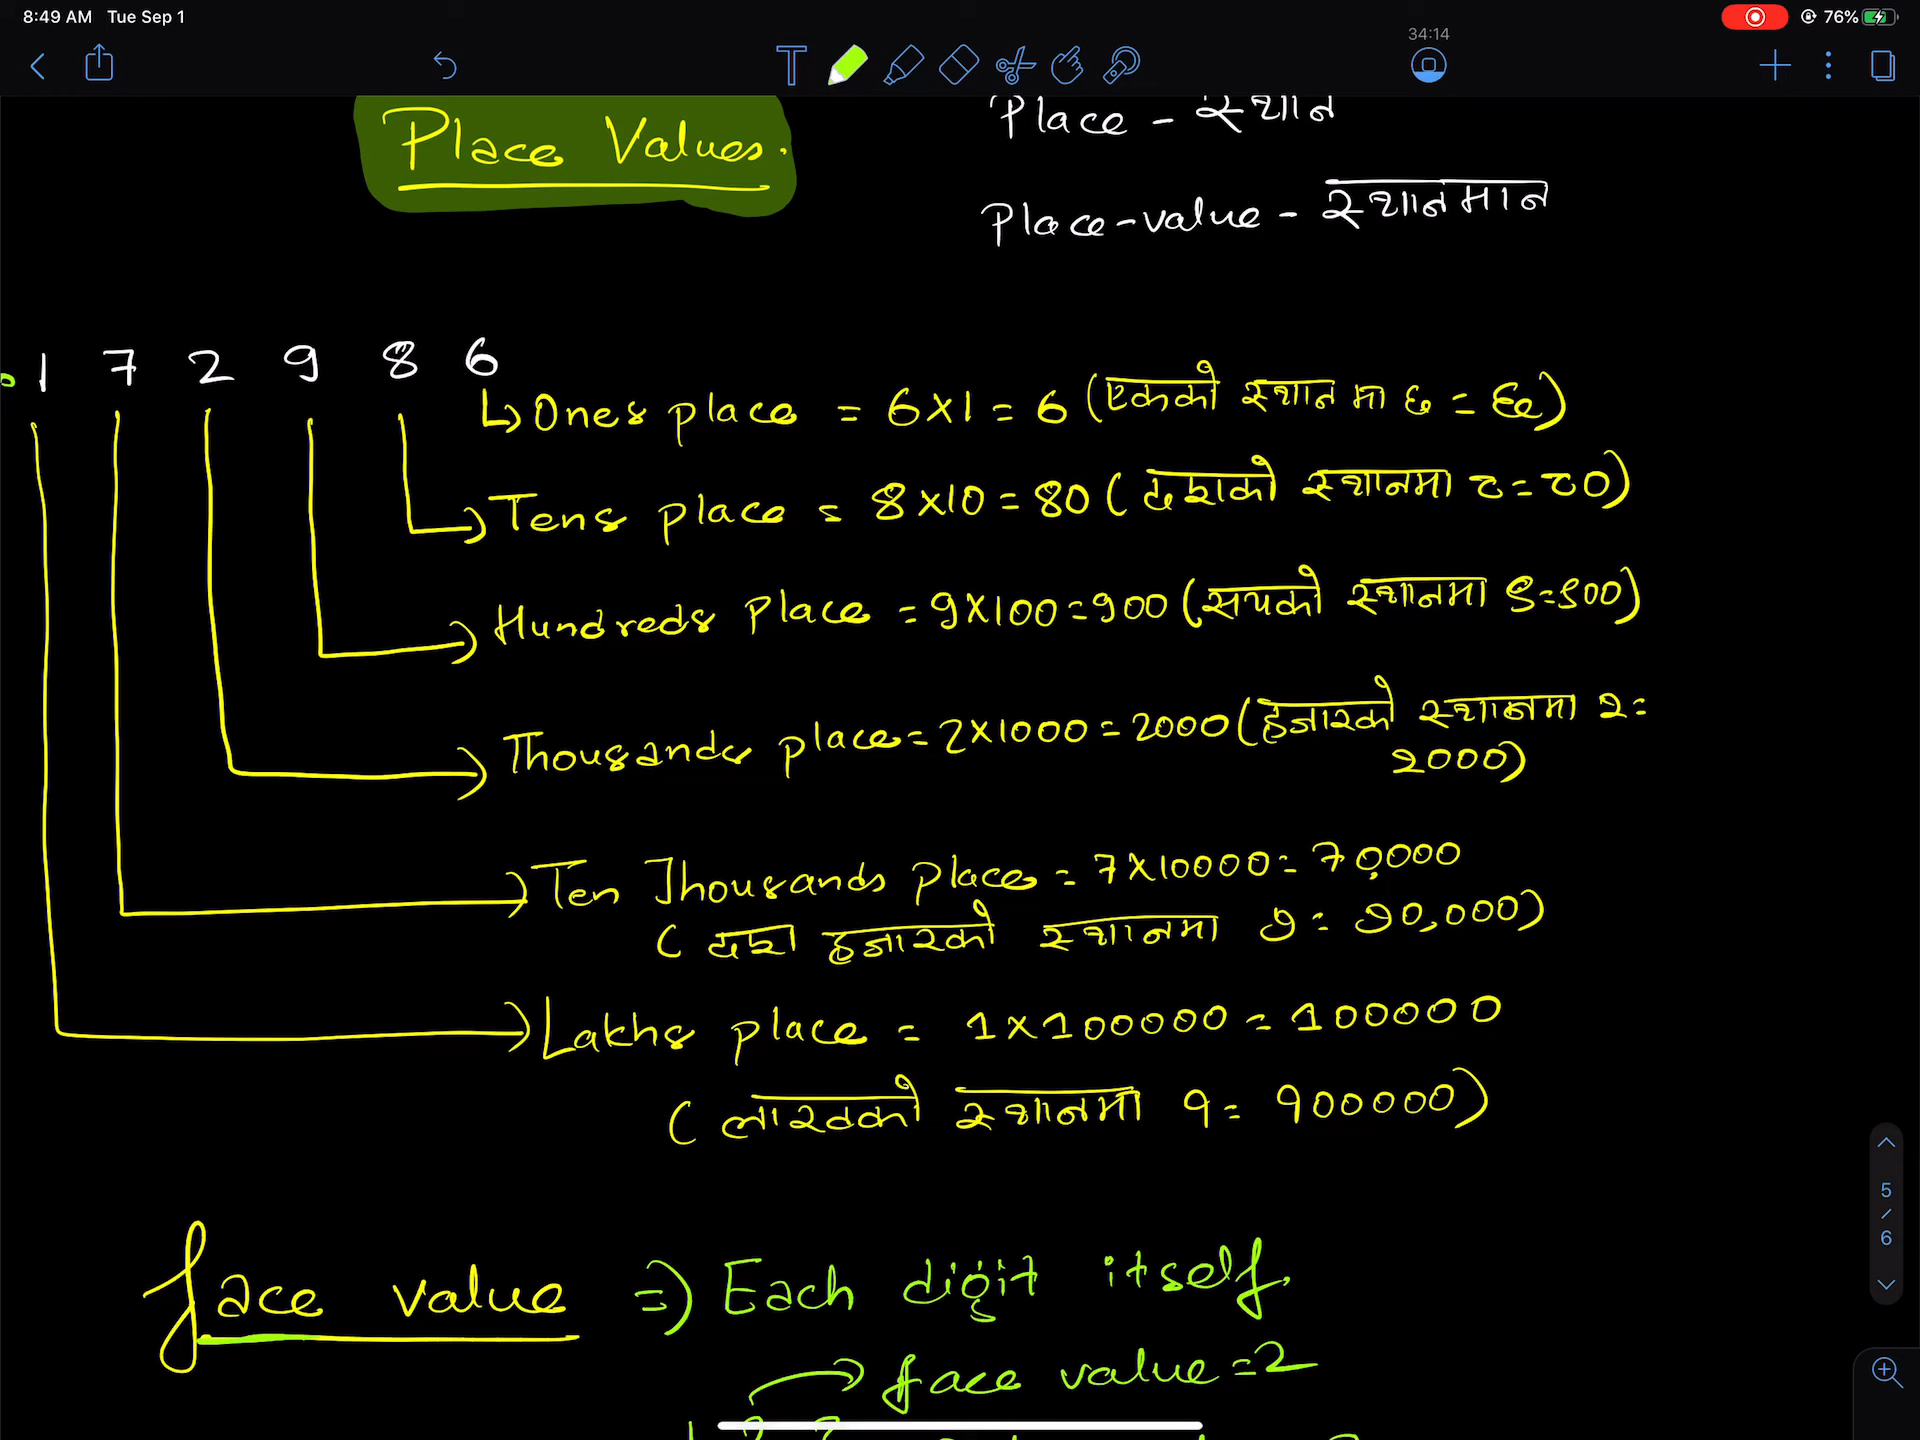 8:49 AM Tue Sep 1
76%
34:14
Place Values.
Place - स्थान
Place-value - स्थानमान
1 7 2 9 8 6
Ones place = 6×1 = 6 (एकको स्थान मा ६ = ६)
Tens place = 8×10 = 80 (दशको स्थानमा ८ = ८०)
Hundreds place = 9×100 = 900 (सयको स्थानमा ९ = ९००)
Thousands place = 2×1000 = 2000 (हजारको स्थानमा २ =
२०००)
Ten Thousands place = 7×10000 = 70,000
(दश हजारको स्थानमा ७ = ७०,०००)
Lakhs place = 1×100000 = 100000
(लाखको स्थानमा १ = १०००००)
face value => Each digit itself.
face value = 2
5
/
6